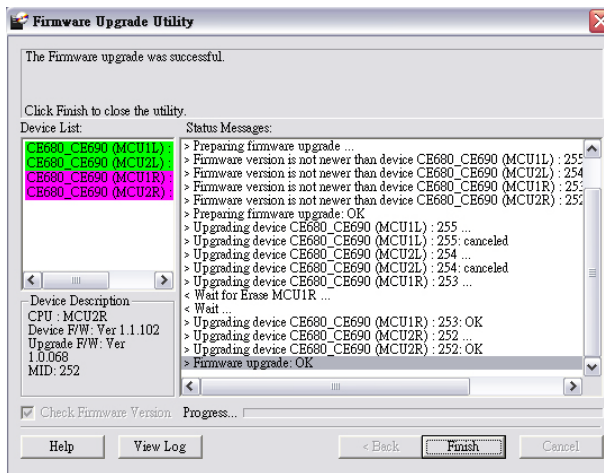 Firmware Upgrade Utility
The Firmware upgrade was successful.
Click Finish to close the utility.
Device List:
CE680_CE690 (MCU1L) :
CE680_CE690 (MCU2L) :
CE680_CE690 (MCU1R) :
CE680_CE690 (MCU2R) :
Device Description
CPU : MCU2R
Device F/W: Ver 1.1.102
Upgrade F/W: Ver
1.0.068
MID: 252
Status Messages:
> Preparing firmware upgrade ...
> Firmware version is not newer than device CE680_CE690 (MCU1L) : 255
> Firmware version is not newer than device CE680_CE690 (MCU2L) : 254
> Firmware version is not newer than device CE680_CE690 (MCU1R) : 253
> Firmware version is not newer than device CE680_CE690 (MCU2R) : 252
> Preparing firmware upgrade: OK
> Upgrading device CE680_CE690 (MCU1L) : 255 ...
> Upgrading device CE680_CE690 (MCU1L) : 255: canceled
> Upgrading device CE680_CE690 (MCU2L) : 254 ...
> Upgrading device CE680_CE690 (MCU2L) : 254: canceled
> Upgrading device CE680_CE690 (MCU1R) : 253 ...
< Wait for Erase MCU1R ...
< Wait ...
> Upgrading device CE680_CE690 (MCU1R) : 253: OK
> Upgrading device CE680_CE690 (MCU2R) : 252 ...
> Upgrading device CE680_CE690 (MCU2R) : 252: OK
> Firmware upgrade: OK
Check Firmware Version
Progress...
Help
View Log
< Back
Finish
Cancel